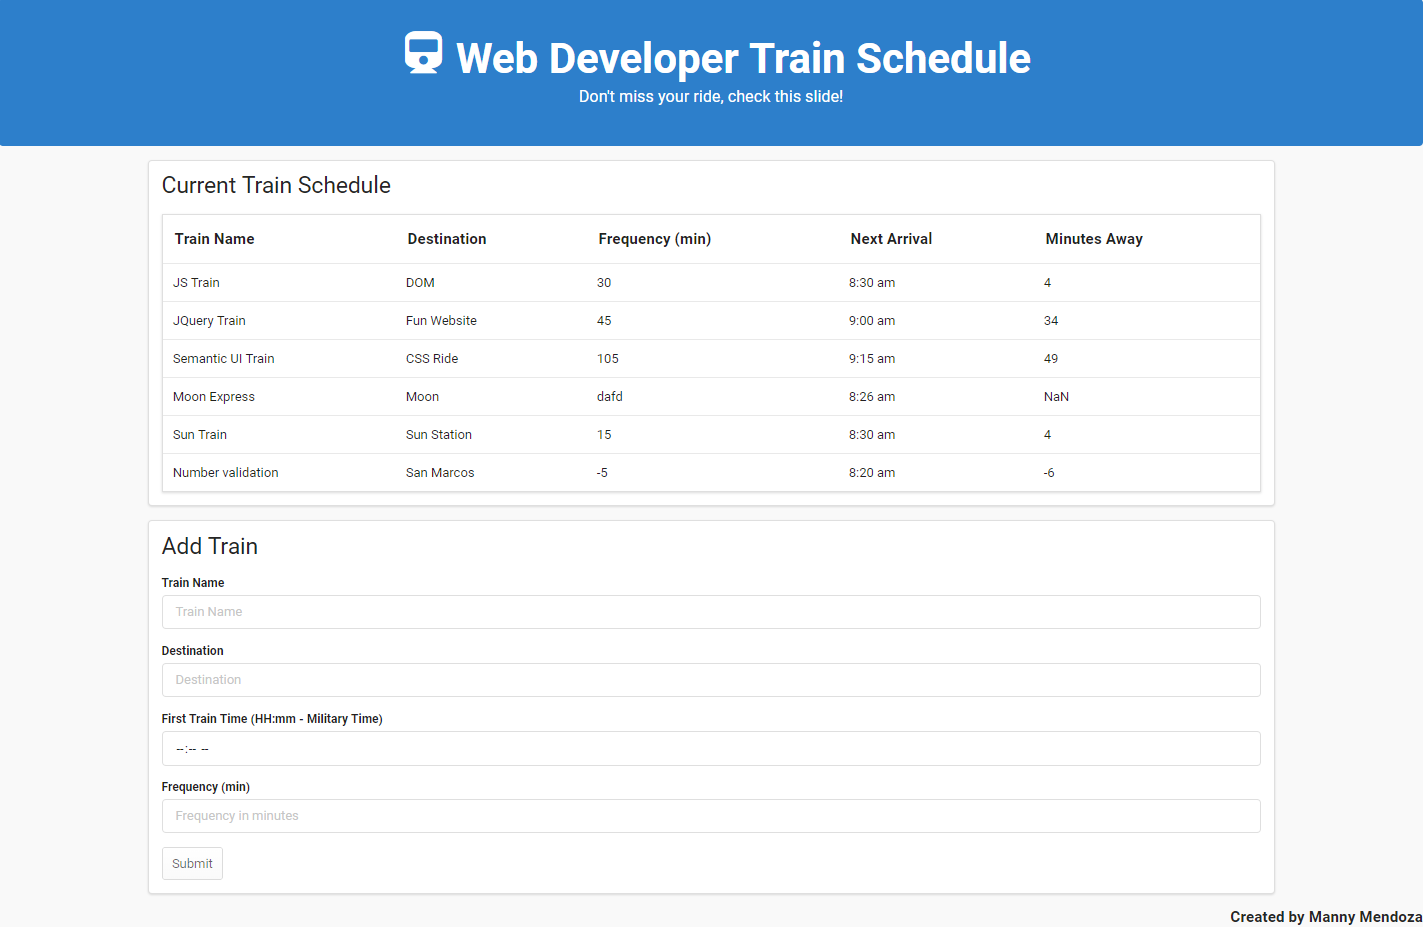 Web Developer Train Schedule
Don't miss your ride, check this slide!
Current Train Schedule
Train Name Destination Frequency (min) Next Arrival Minutes Away
JS Train DOM 30 8:30 am 4
JQuery Train Fun Website 45 9:00 am 34
Semantic UI Train CSS Ride 105 9:15 am 49
Moon Express Moon dafd 8:26 am NaN
Sun Train Sun Station 15 8:30 am 4
Number validation San Marcos -5 8:20 am -6
Add Train
Train Name
Train Name
Destination
Destination
First Train Time (HH:mm - Military Time)
--:-- --
Frequency (min)
Frequency in minutes
Submit
Created by Manny Mendoza